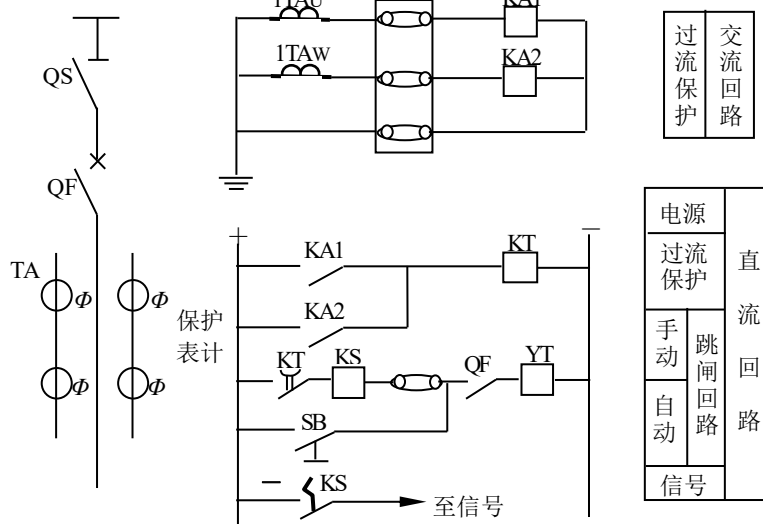 1TAU
KA1
1TAW
KA2
QS
QF
TA
Φ
Φ
Φ
Φ
保护
表计
+
−
KA1
KT
KA2
KT
KS
QF
YT
SB
−
KS
至信号
过流保护
交流回路
电源
过流
保护
手动
自动
跳闸回路
信号
直流回路